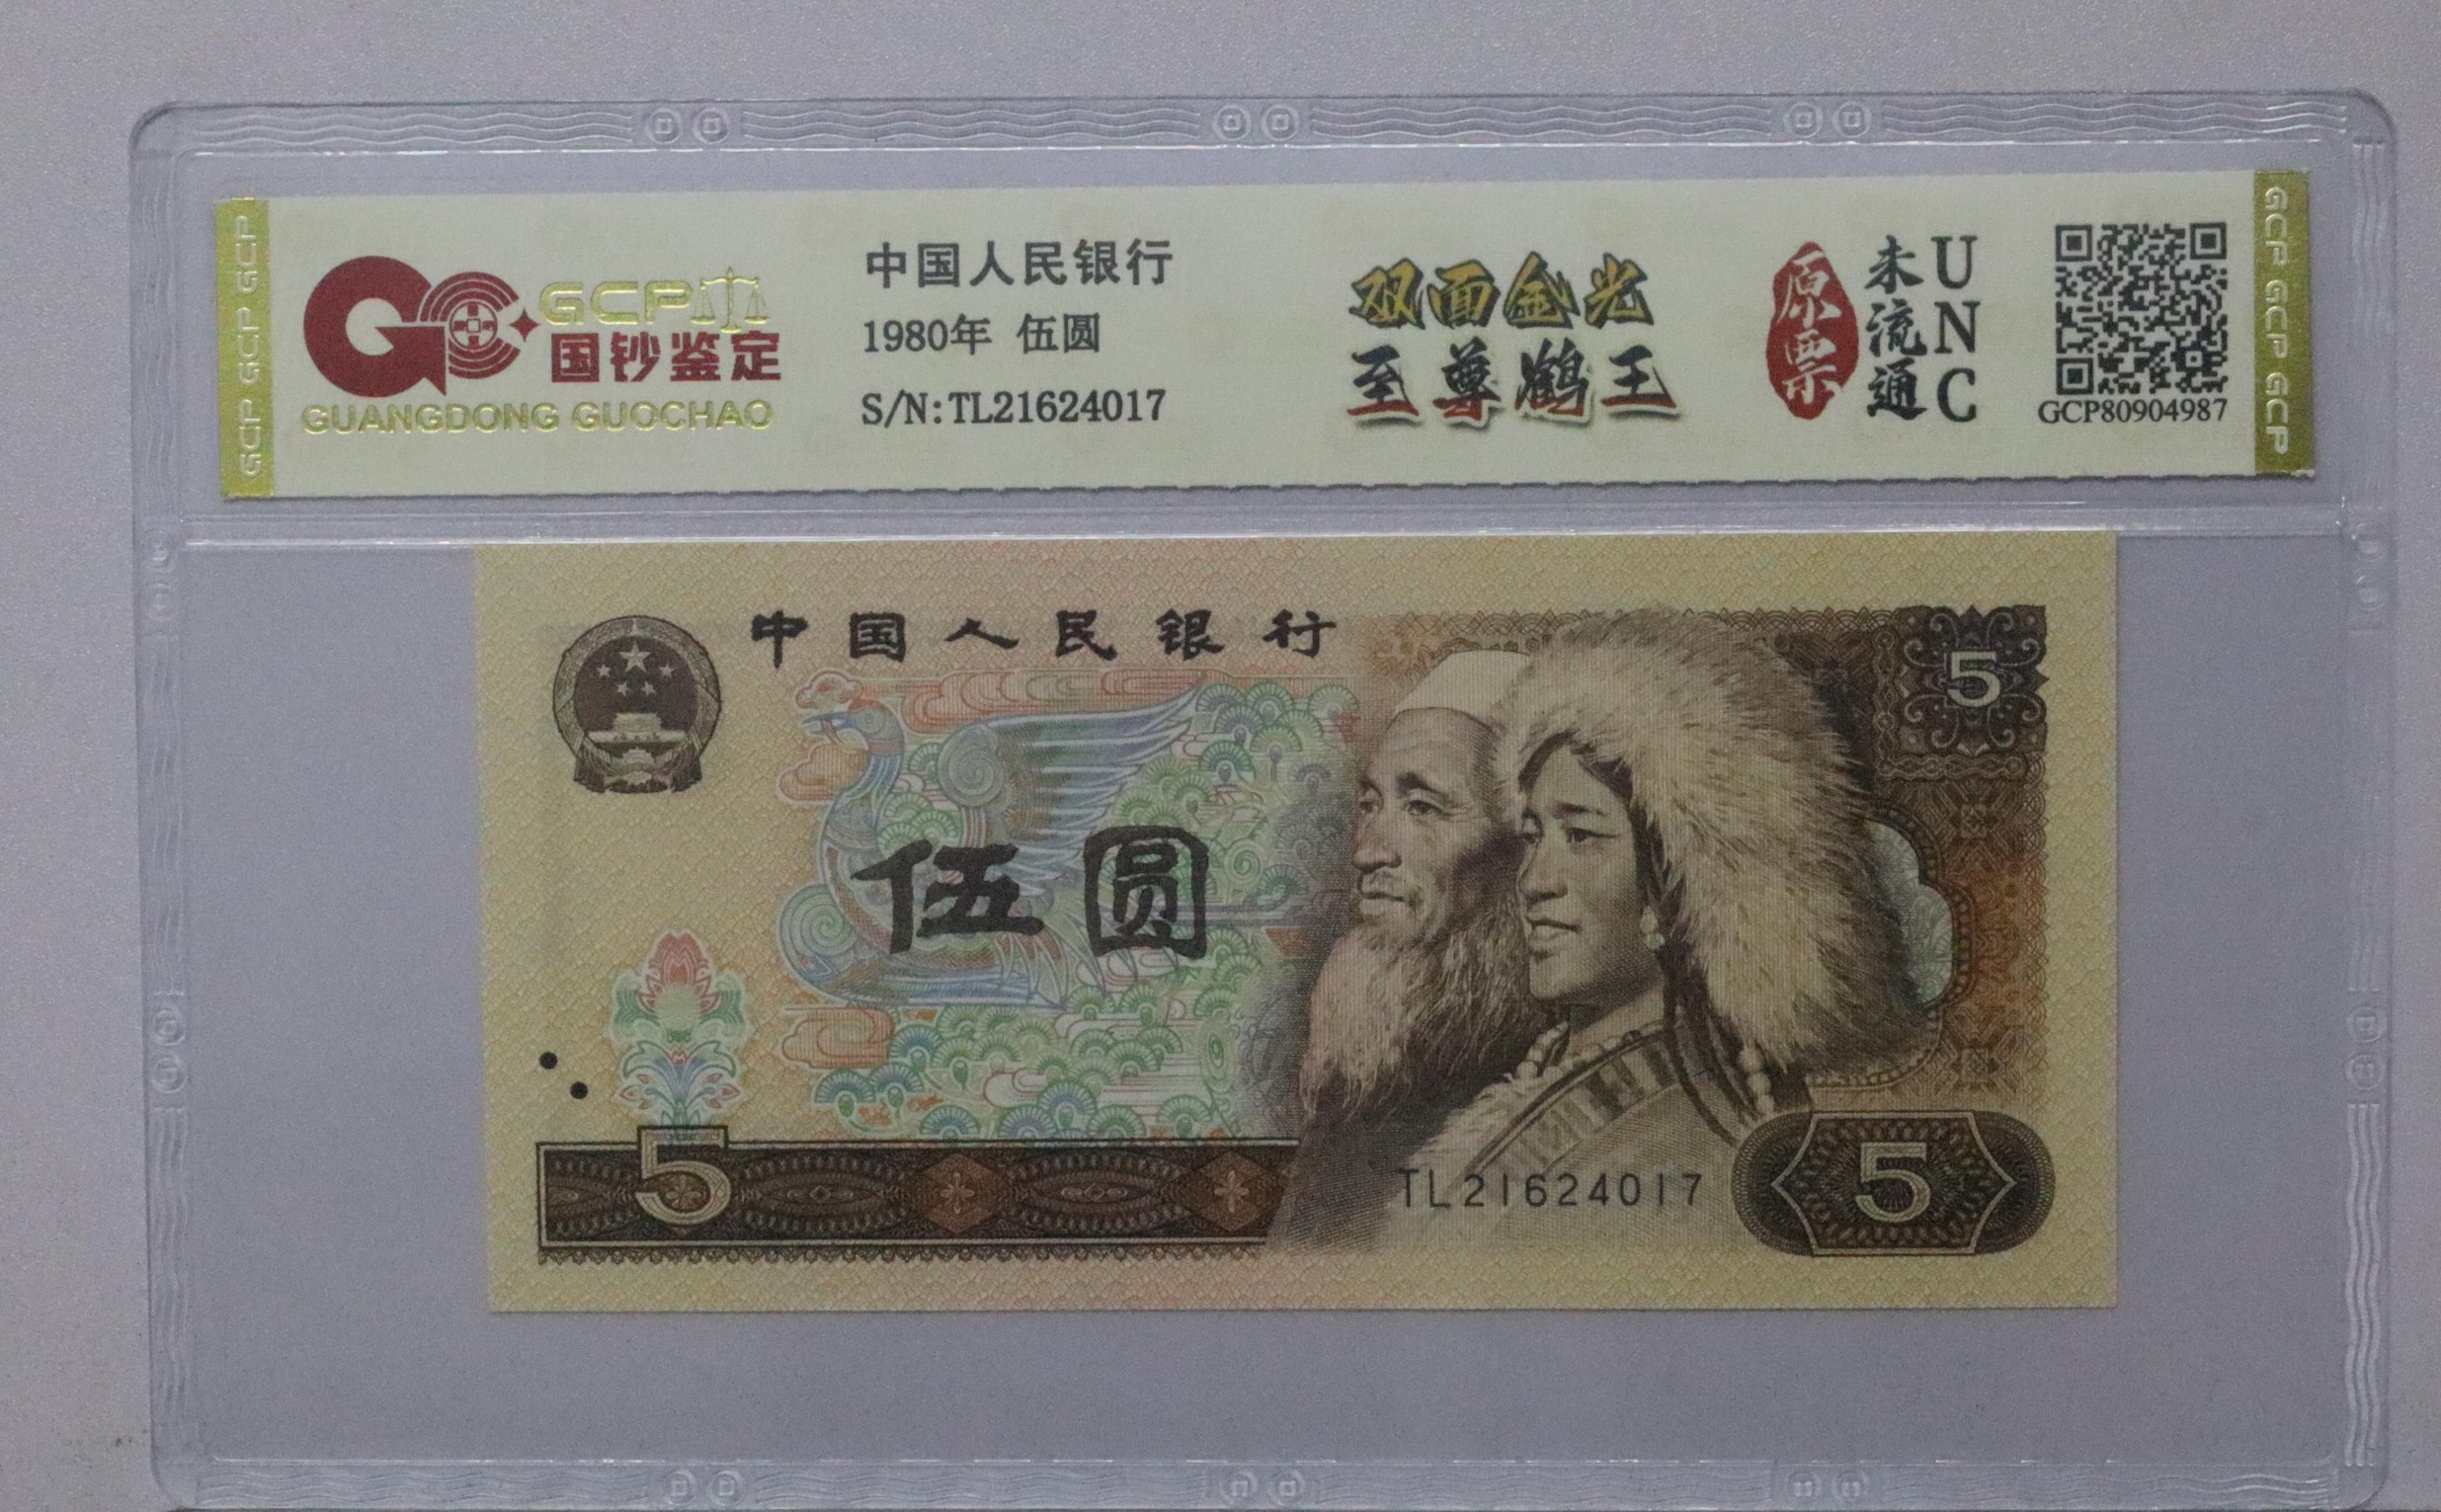 GCP GCP GCP
GCP
国钞鉴定
GUANGDONG GUOCHAO
中国人民银行
1980年 伍圆
S/N:TL21624017
双面金光
至尊鹤王
原票
未流通
UNC
GCP80904987
GCP GCP GCP
中国人民银行
5
伍圆
5
TL21624017
5